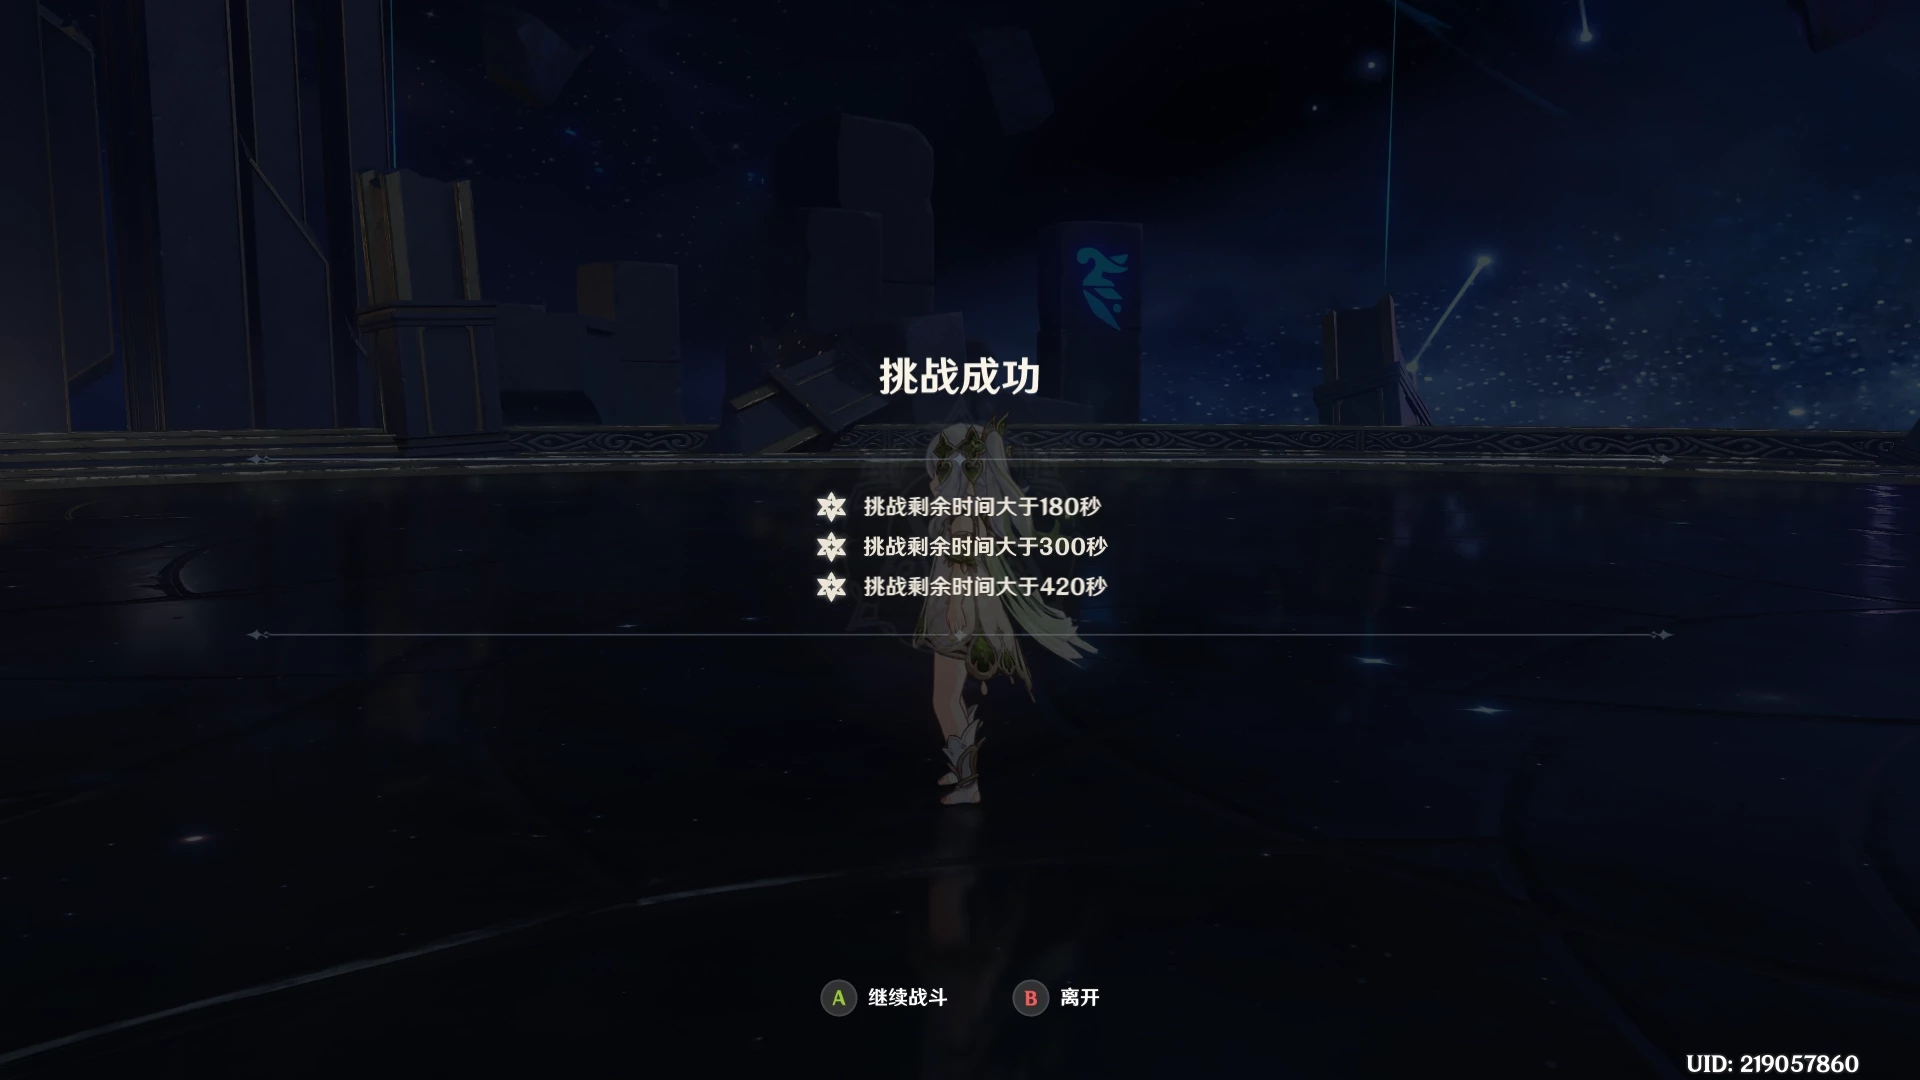 挑战成功
挑战剩余时间大于180秒
挑战剩余时间大于300秒
挑战剩余时间大于420秒
A 继续战斗
B 离开
UID: 219057860